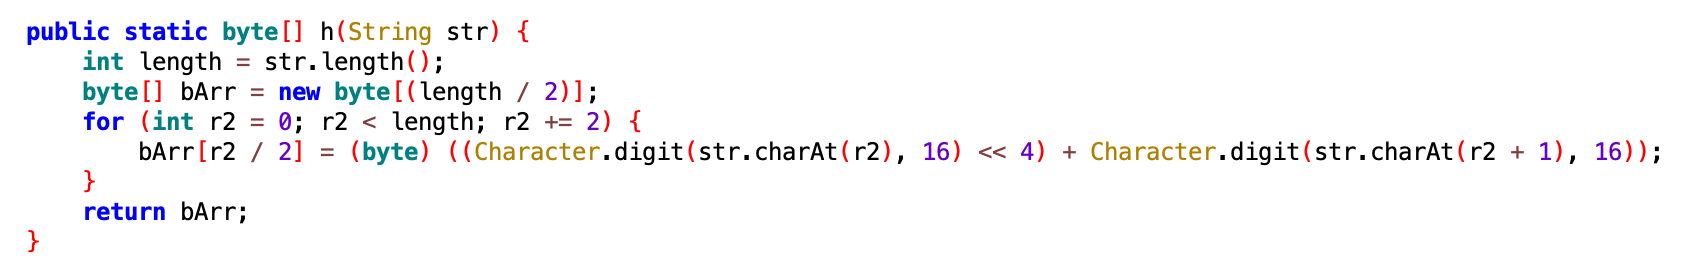 public static byte[] h(String str) {
    int length = str.length();
    byte[] bArr = new byte[(length / 2)];
    for (int r2 = 0; r2 < length; r2 += 2) {
        bArr[r2 / 2] = (byte) ((Character.digit(str.charAt(r2), 16) << 4) + Character.digit(str.charAt(r2 + 1), 16));
    }
    return bArr;
}